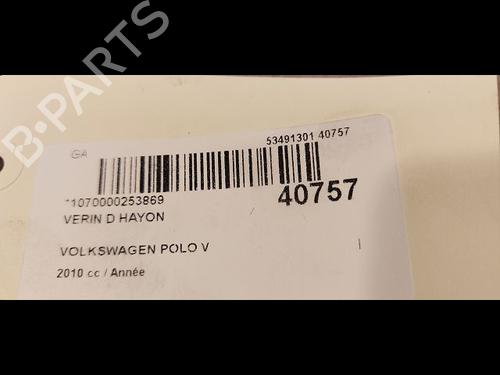 B-PARTS
GA
53491301 40757
*1070000253869
40757
VERIN D HAYON
VOLKSWAGEN POLO V
2010 cc / Année